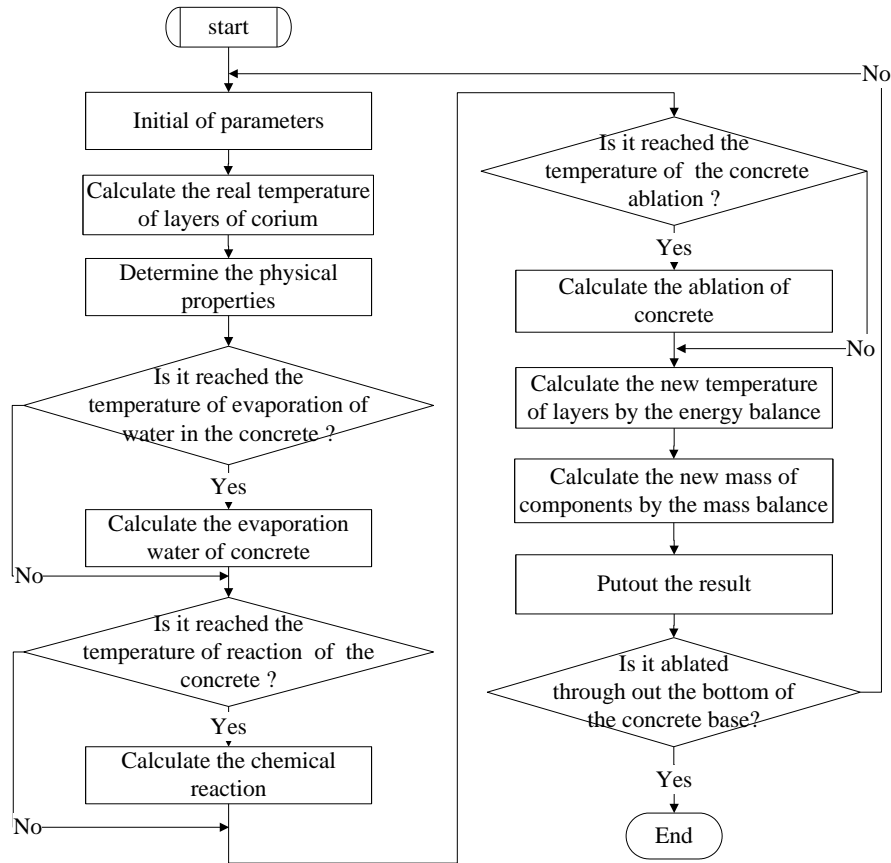 start
No
Initial of parameters
Calculate the real temperature
of layers of corium
Determine the physical
properties
Is it reached the
temperature of evaporation of
water in the concrete ?
Yes
Calculate the evaporation
water of concrete
No
Is it reached the
temperature of reaction of the
concrete ?
Yes
Calculate the chemical
reaction
No
Is it reached the
temperature of the concrete
ablation ?
Yes
Calculate the ablation of
concrete
No
Calculate the new temperature
of layers by the energy balance
Calculate the new mass of
components by the mass balance
Putout the result
Is it ablated
through out the bottom of
the concrete base?
Yes
End